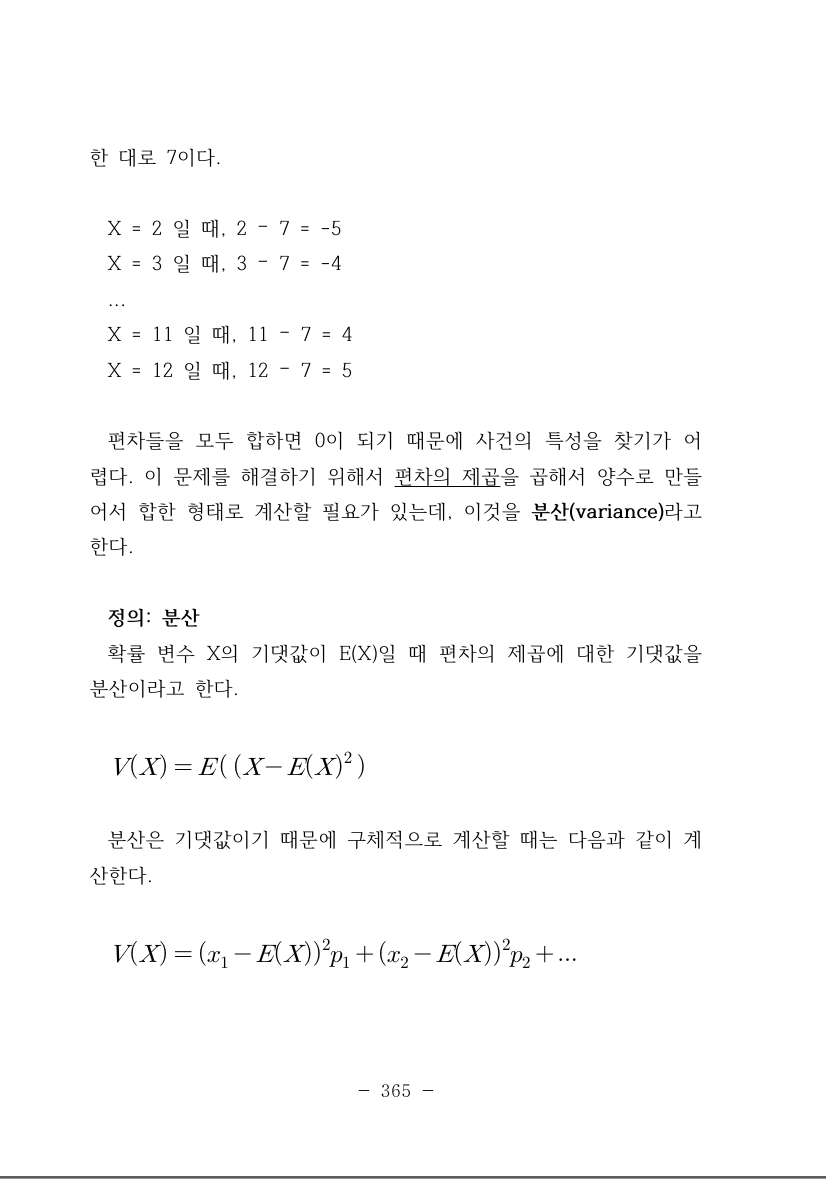 한 대로 7이다.
X = 2 일 때, 2 - 7 = -5
X = 3 일 때, 3 - 7 = -4
...
X = 11 일 때, 11 - 7 = 4
X = 12 일 때, 12 - 7 = 5
편차들을 모두 합하면 0이 되기 때문에 사건의 특성을 찾기가 어
렵다. 이 문제를 해결하기 위해서 편차의 제곱을 곱해서 양수로 만들
어서 합한 형태로 계산할 필요가 있는데, 이것을 분산(variance)라고
한다.
정의: 분산
확률 변수 X의 기댓값이 E(X)일 때 편차의 제곱에 대한 기댓값을
분산이라고 한다.
V(X) = E( (X- E(X)² )
분산은 기댓값이기 때문에 구체적으로 계산할 때는 다음과 같이 계
산한다.
V(X) = (x₁ - E(X))²p₁ + (x₂ - E(X))²p₂ + ...
- 365 -